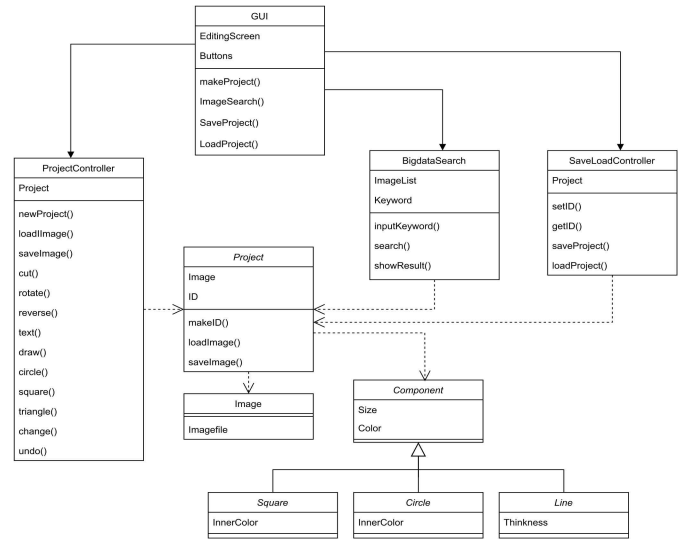 GUI
EditingScreen
Buttons
makeProject()
ImageSearch()
SaveProject()
LoadProject()
ProjectController
Project
newProject()
loadIImage()
saveImage()
cut()
rotate()
reverse()
text()
draw()
circle()
square()
triangle()
change()
undo()
BigdataSearch
ImageList
Keyword
inputKeyword()
search()
showResult()
SaveLoadController
Project
setID()
getID()
saveProject()
loadProject()
Project
Image
ID
makeID()
loadImage()
saveImage()
Image
Imagefile
Component
Size
Color
Square
InnerColor
Circle
InnerColor
Line
Thinkness